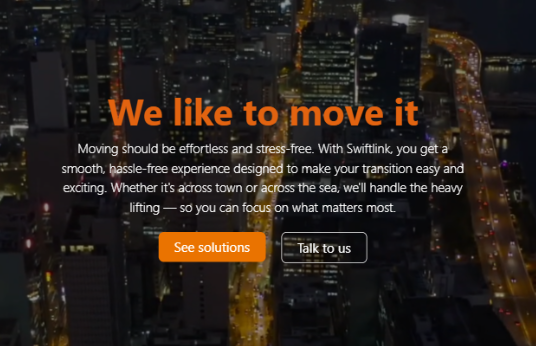 We like to move it
Moving should be effortless and stress-free. With Swiftlink, you get a
smooth, hassle-free experience designed to make your transition easy and
exciting. Whether it's across town or across the sea, we'll handle the heavy
lifting — so you can focus on what matters most.
See solutions
Talk to us